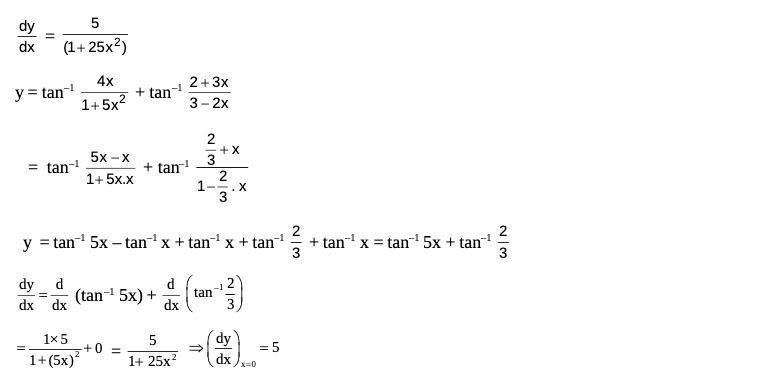 dy/dx = 5/(1+25x²)
y = tan⁻¹ 4x/(1+5x²) + tan⁻¹ (2+3x)/(3–2x)
= tan⁻¹ (5x–x)/(1+5x.x) + tan⁻¹ (2/3+x)/(1–2/3.x)
y = tan⁻¹ 5x – tan⁻¹ x + tan⁻¹ x + tan⁻¹ 2/3 + tan⁻¹ x = tan⁻¹ 5x + tan⁻¹ 2/3
dy/dx = d/dx (tan⁻¹ 5x) + d/dx (tan⁻¹ 2/3)
= 1×5/(1+(5x)²) + 0 = 5/(1+25x²) ⇒ (dy/dx)ₓ₌₀ = 5